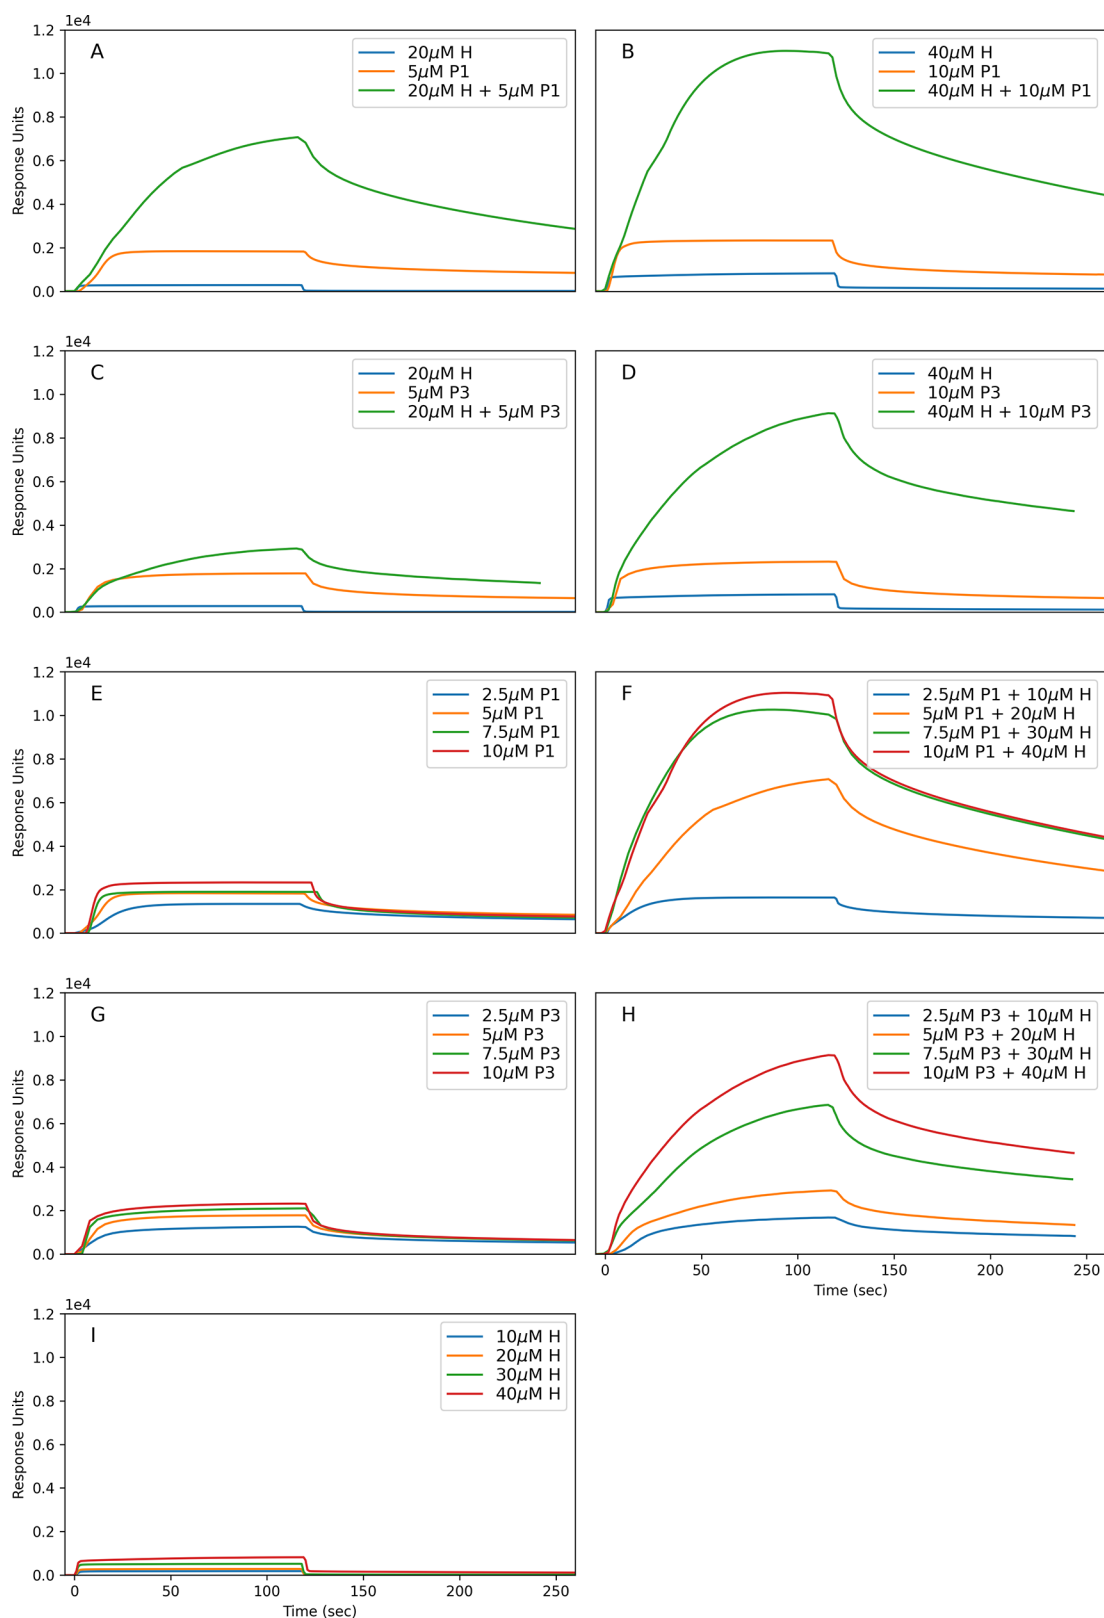 1e4
1.2
1.0
0.8
0.6
0.4
0.2
0.0
Response Units
A
20μM H
5μM P1
20μM H + 5μM P1
B
40μM H
10μM P1
40μM H + 10μM P1
1e4
1.2
1.0
0.8
0.6
0.4
0.2
0.0
Response Units
C
20μM H
5μM P3
20μM H + 5μM P3
D
40μM H
10μM P3
40μM H + 10μM P3
1e4
1.2
1.0
0.8
0.6
0.4
0.2
0.0
Response Units
E
2.5μM P1
5μM P1
7.5μM P1
10μM P1
F
2.5μM P1 + 10μM H
5μM P1 + 20μM H
7.5μM P1 + 30μM H
10μM P1 + 40μM H
1e4
1.2
1.0
0.8
0.6
0.4
0.2
0.0
Response Units
G
2.5μM P3
5μM P3
7.5μM P3
10μM P3
H
2.5μM P3 + 10μM H
5μM P3 + 20μM H
7.5μM P3 + 30μM H
10μM P3 + 40μM H
0 50 100 150 200 250
Time (sec)
1e4
1.2
1.0
0.8
0.6
0.4
0.2
0.0
Response Units
I
10μM H
20μM H
30μM H
40μM H
0 50 100 150 200 250
Time (sec)